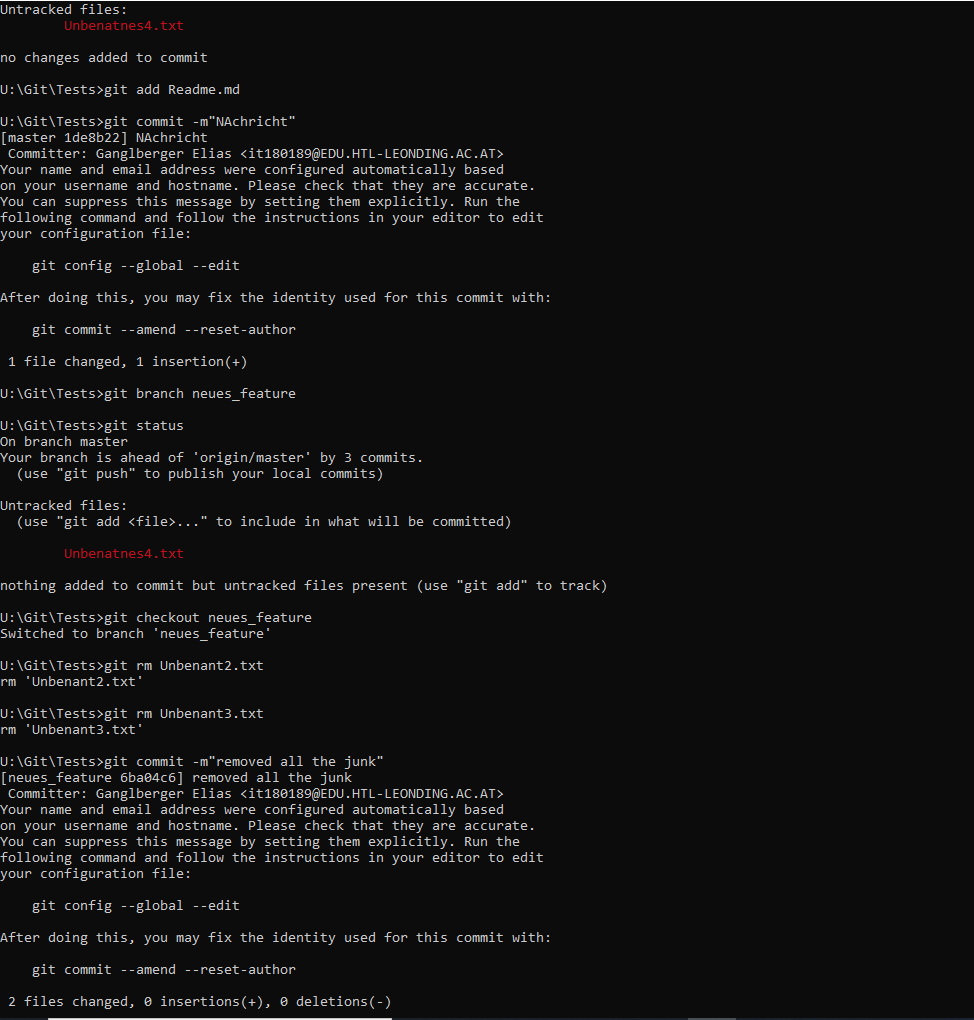 Untracked files:
Unbenatnes4.txt
no changes added to commit
U:\Git\Tests>git add Readme.md
U:\Git\Tests>git commit -m"NAchricht"
[master 1de8b22] NAchricht
Committer: Ganglberger Elias <it180189@EDU.HTL-LEONDING.AC.AT>
Your name and email address were configured automatically based
on your username and hostname. Please check that they are accurate.
You can suppress this message by setting them explicitly. Run the
following command and follow the instructions in your editor to edit
your configuration file:
git config --global --edit
After doing this, you may fix the identity used for this commit with:
git commit --amend --reset-author
1 file changed, 1 insertion(+)
U:\Git\Tests>git branch neues_feature
U:\Git\Tests>git status
On branch master
Your branch is ahead of 'origin/master' by 3 commits.
(use "git push" to publish your local commits)
Untracked files:
(use "git add <file>..." to include in what will be committed)
Unbenatnes4.txt
nothing added to commit but untracked files present (use "git add" to track)
U:\Git\Tests>git checkout neues_feature
Switched to branch 'neues_feature'
U:\Git\Tests>git rm Unbenant2.txt
rm 'Unbenant2.txt'
U:\Git\Tests>git rm Unbenant3.txt
rm 'Unbenant3.txt'
U:\Git\Tests>git commit -m"removed all the junk"
[neues_feature 6ba04c6] removed all the junk
Committer: Ganglberger Elias <it180189@EDU.HTL-LEONDING.AC.AT>
Your name and email address were configured automatically based
on your username and hostname. Please check that they are accurate.
You can suppress this message by setting them explicitly. Run the
following command and follow the instructions in your editor to edit
your configuration file:
git config --global --edit
After doing this, you may fix the identity used for this commit with:
git commit --amend --reset-author
2 files changed, 0 insertions(+), 0 deletions(-)